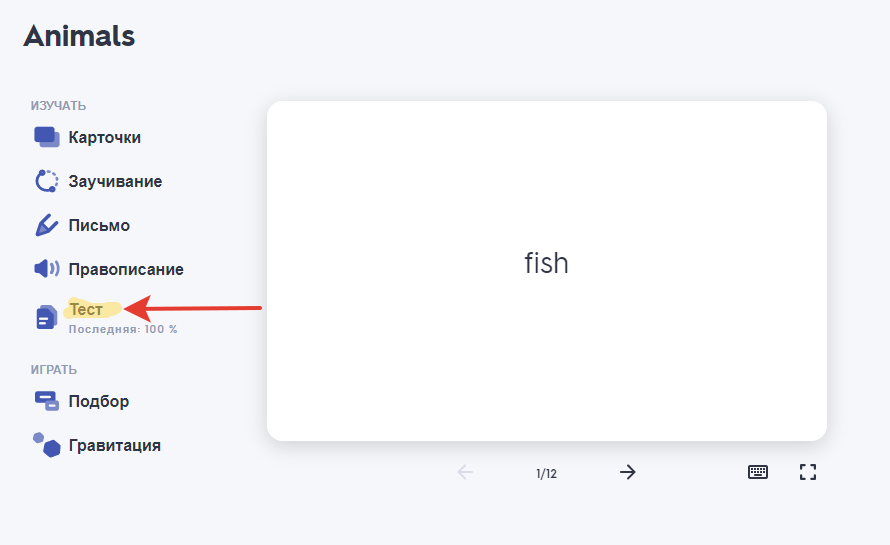 Animals
ИЗУЧАТЬ
Карточки
Заучивание
Письмо
Правописание
Тест
Последняя: 100 %
ИГРАТЬ
Подбор
Гравитация
fish
1/12